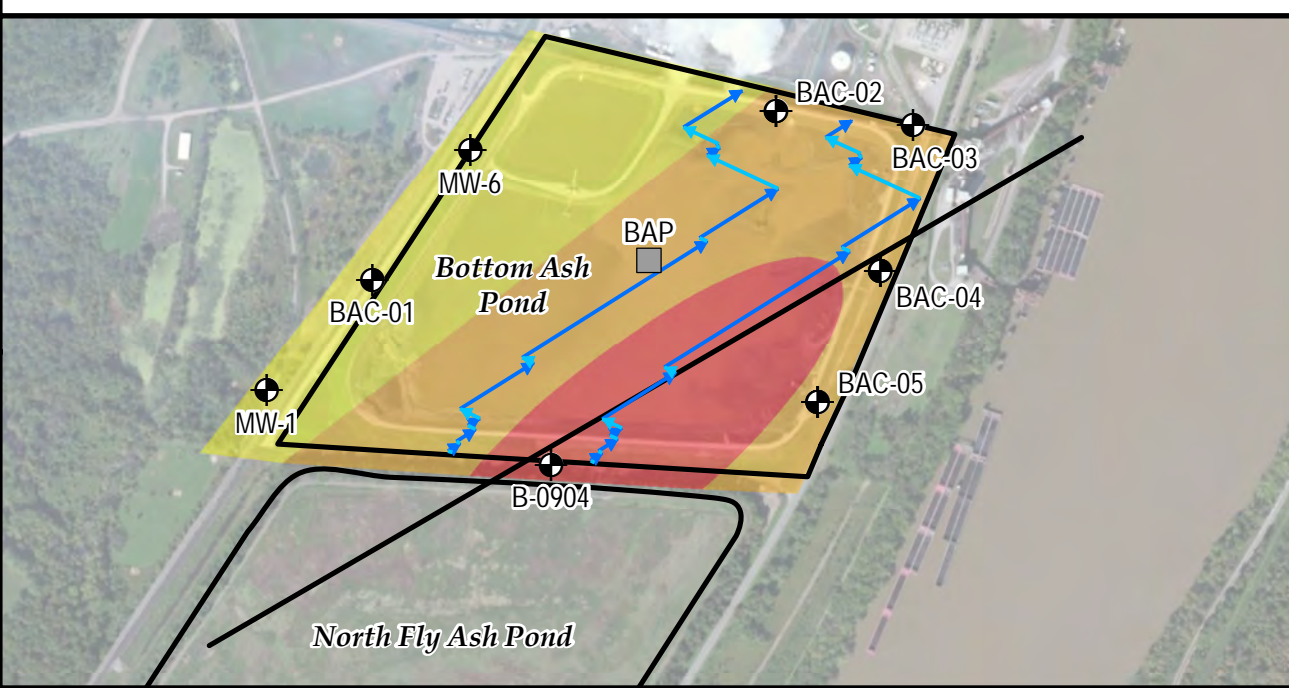 BAC-02
BAC-03
MW-6
BAP
Bottom Ash
Pond
BAC-01
BAC-04
MW-1
BAC-05
B-0904
North Fly Ash Pond